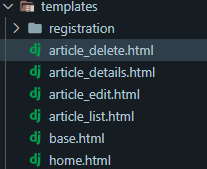 templates
registration
dj article_delete.html
dj article_details.html
dj article_edit.html
dj article_list.html
dj base.html
dj home.html